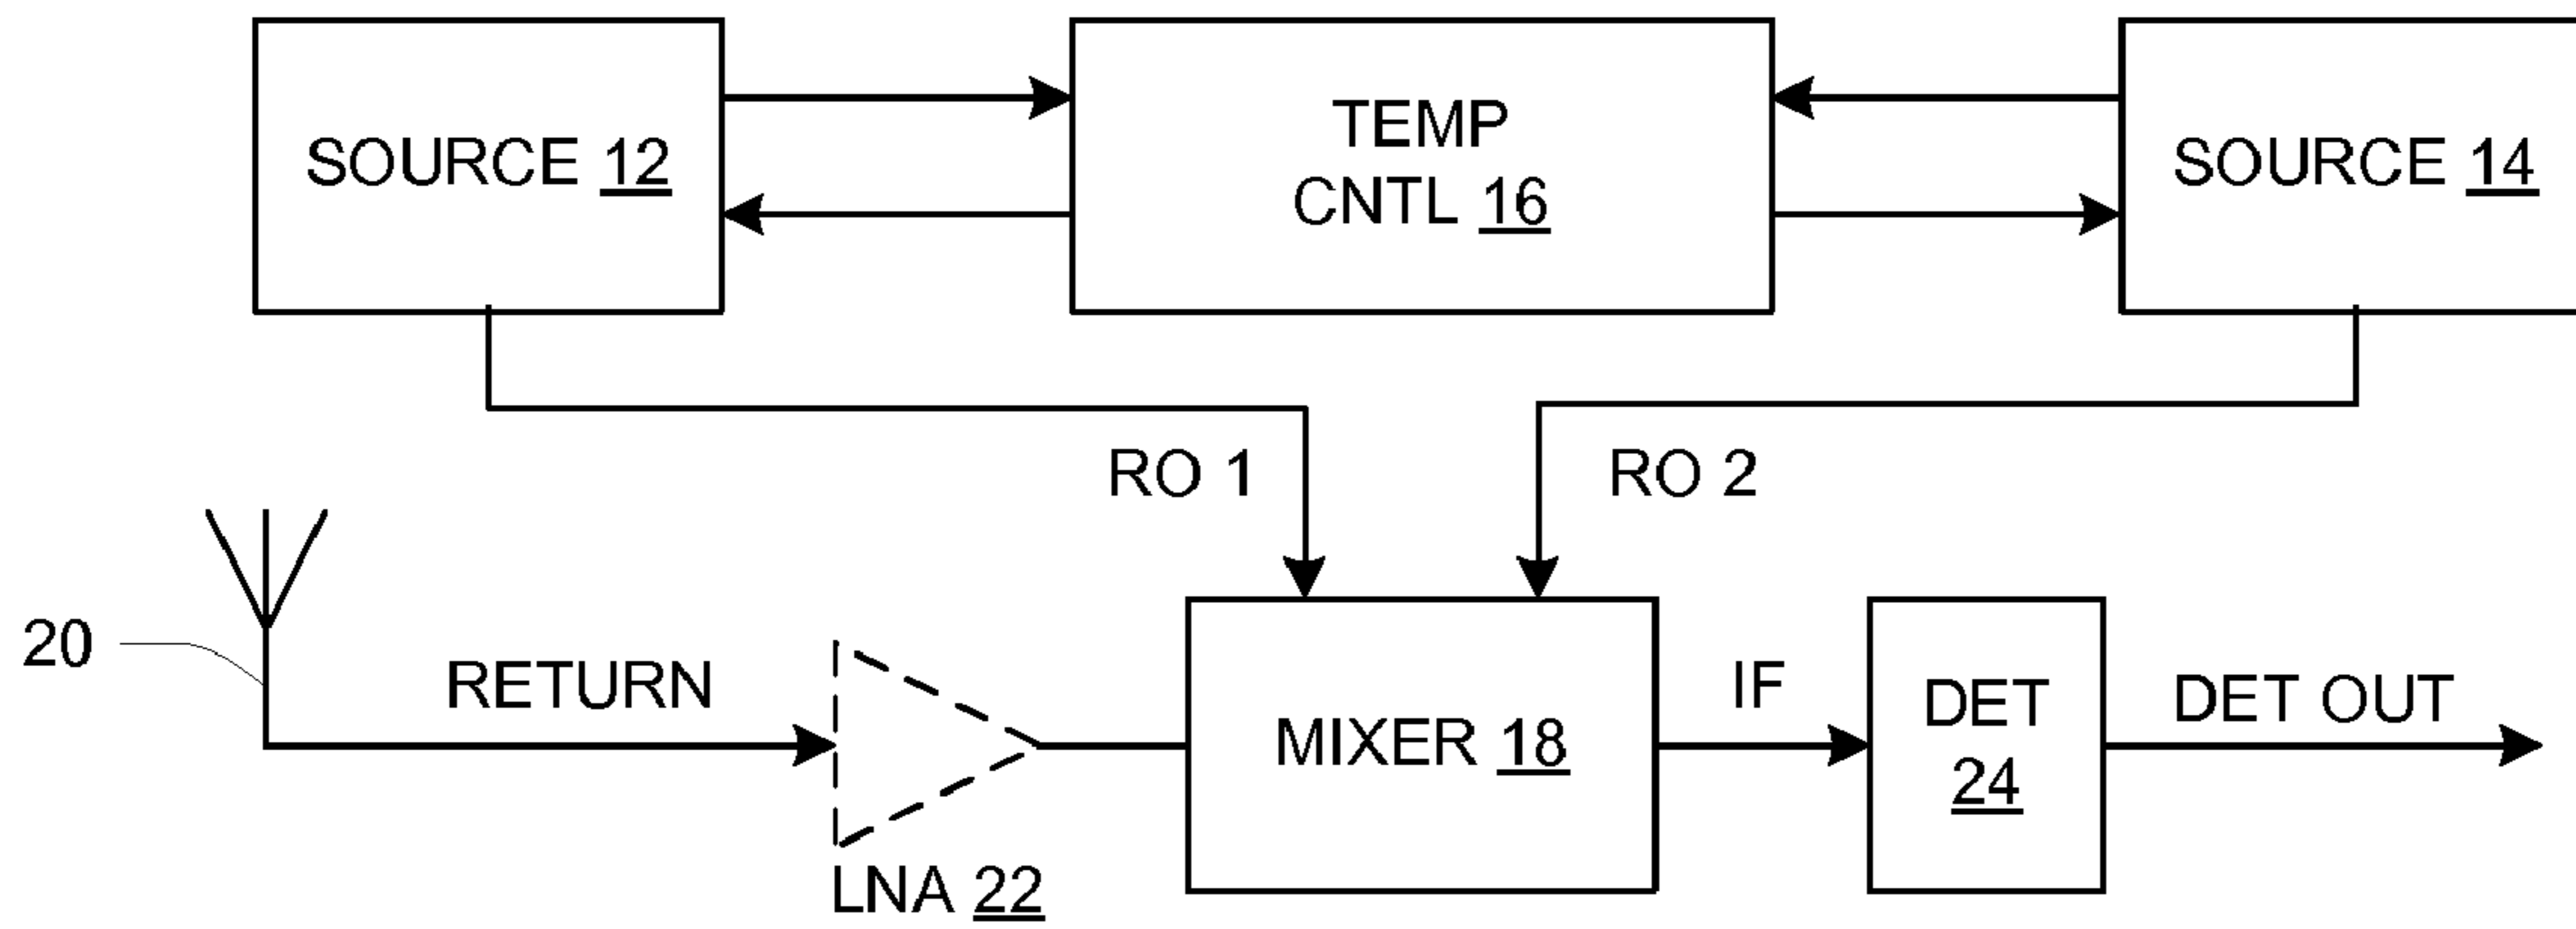 SOURCE 12
TEMP
CNTL 16
SOURCE 14
RO 1
RO 2
20
RETURN
LNA 22
MIXER 18
IF
DET
24
DET OUT